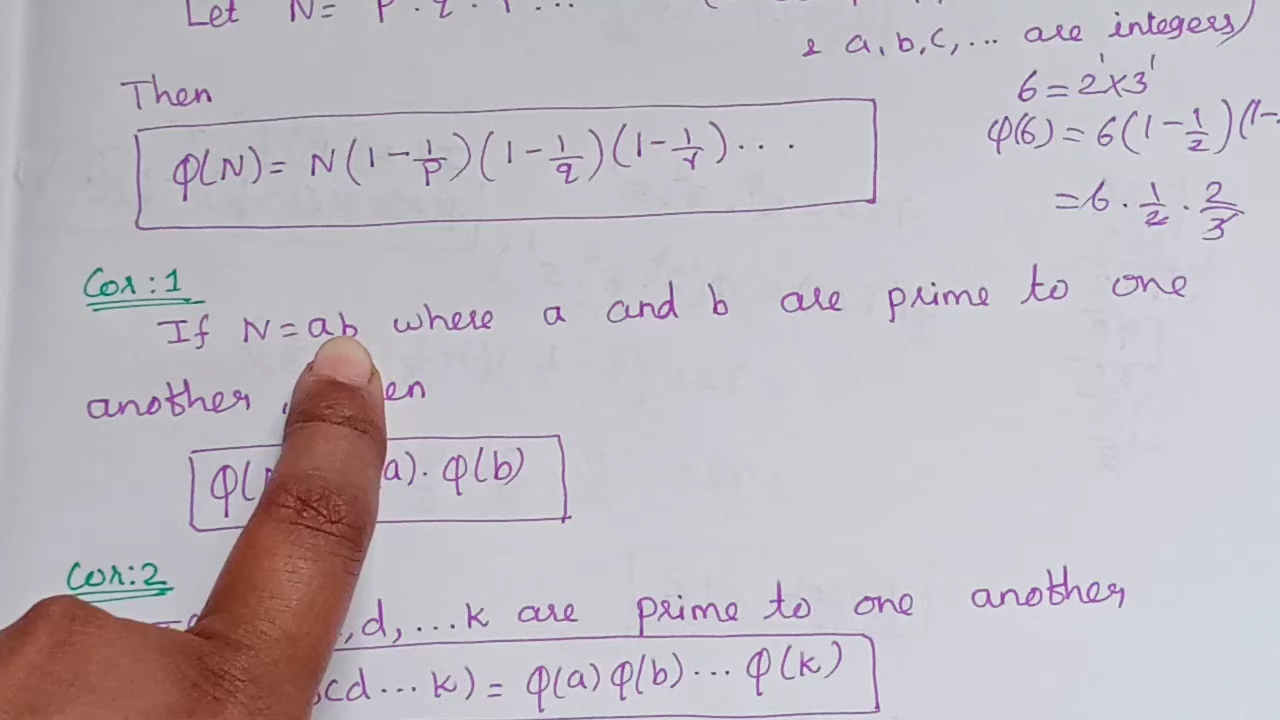 Let N = p . q . r ...
& a, b, c, ... are integers)
Then
6 = 2¹ × 3¹
φ(N) = N (1 - 1/p) (1 - 1/q) (1 - 1/r) ...
φ(6) = 6 (1 - 1/2) (1-
= 6 . 1/2 . 2/3
Cor : 1
If N = ab where a and b are prime to one
another
φ( a) . φ(b)
Cor : 2
, d, ... k are prime to one another
cd ... k) = φ(a) φ(b) ... φ(k)